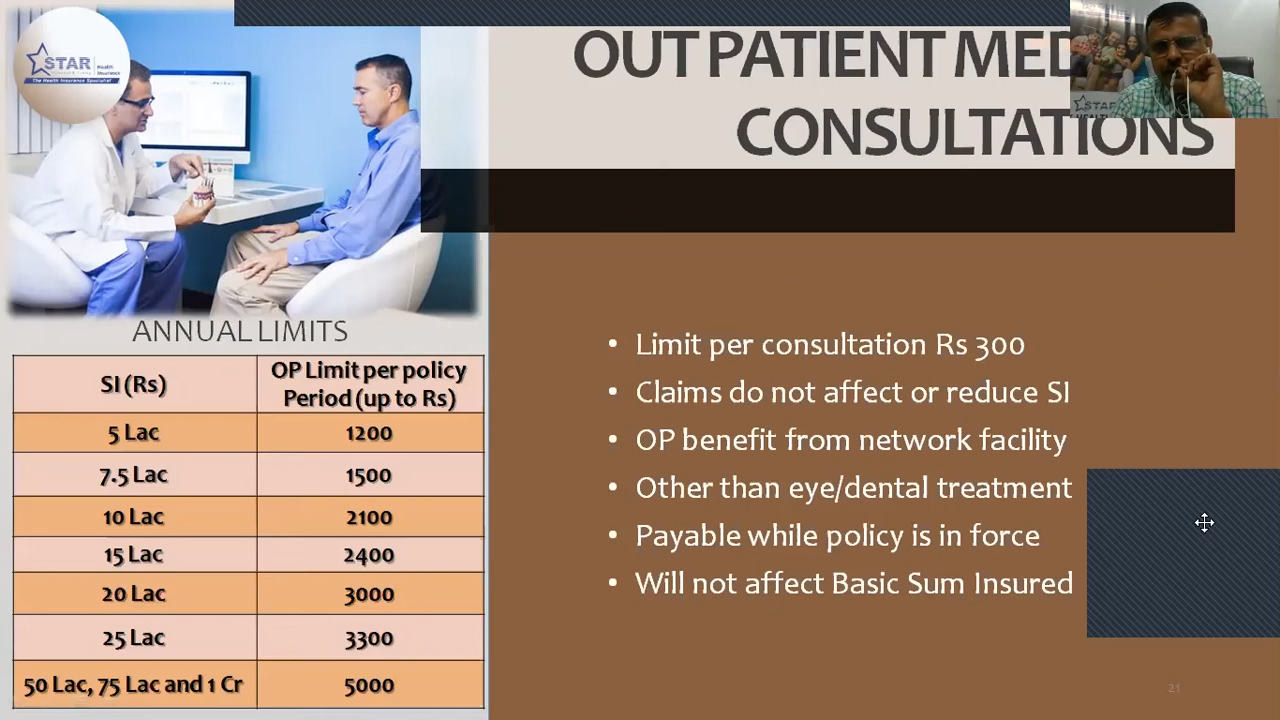 STAR Health Insurance
The Health Insurance Specialist
OUT PATIENT
CONSULTATIONS
STAR
ANNUAL LIMITS
SI (Rs) OP Limit per policy Period (up to Rs)
5 Lac 1200
7.5 Lac 1500
10 Lac 2100
15 Lac 2400
20 Lac 3000
25 Lac 3300
50 Lac, 75 Lac and 1 Cr 5000
• Limit per consultation Rs 300
• Claims do not affect or reduce SI
• OP benefit from network facility
• Other than eye/dental treatment
• Payable while policy is in force
• Will not affect Basic Sum Insured
21